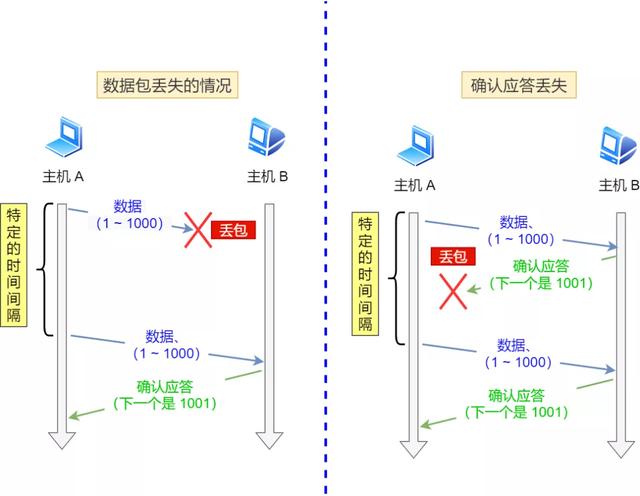 数据包丢失的情况
主机 A
主机 B
特定的时间间隔
数据
(1 ~ 1000)
丢包
数据、
(1 ~ 1000)
确认应答
(下一个是 1001)
确认应答丢失
主机 A
主机 B
特定的时间间隔
数据、
(1 ~ 1000)
丢包
确认应答
(下一个是 1001)
数据、
(1 ~ 1000)
确认应答
(下一个是 1001)